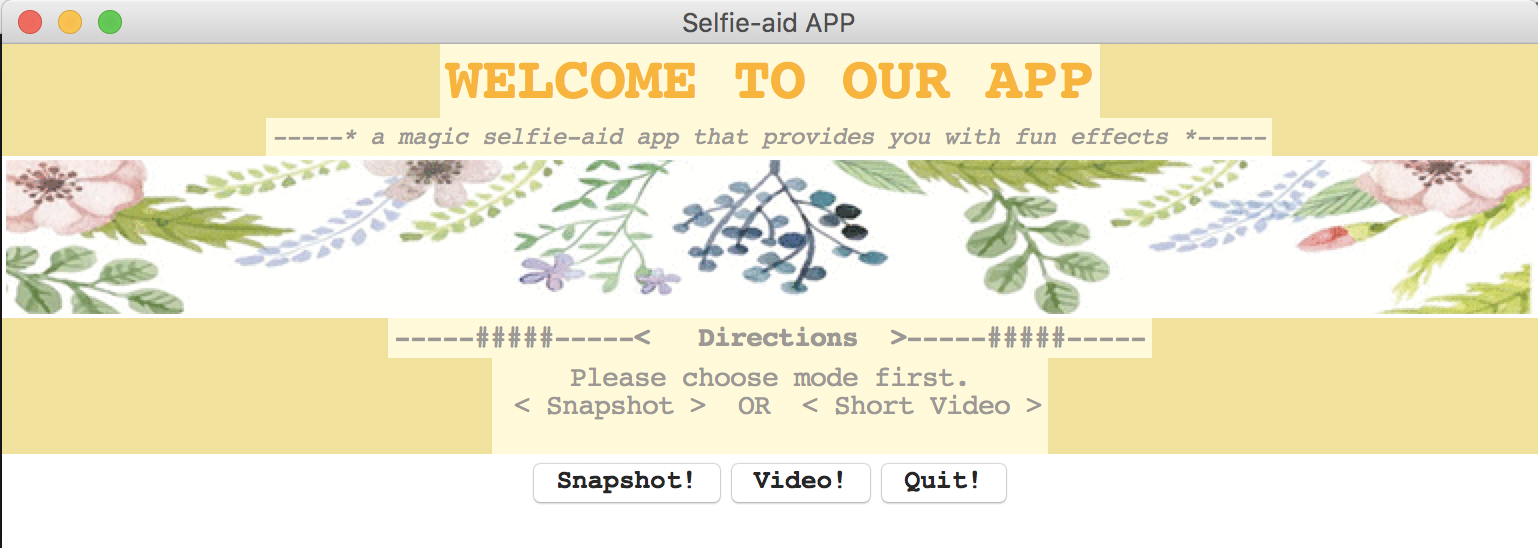 Selfie-aid APP
WELCOME TO OUR APP
-----* a magic selfie-aid app that provides you with fun effects *-----
-----#####-----<   Directions  >-----#####-----
Please choose mode first.
< Snapshot >  OR  < Short Video >
Snapshot! Video! Quit!